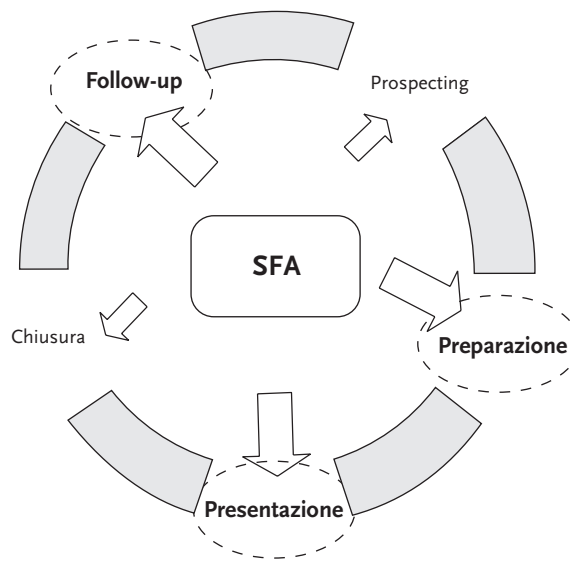 Follow-up
Prospecting
SFA
Chiusura
Preparazione
Presentazione